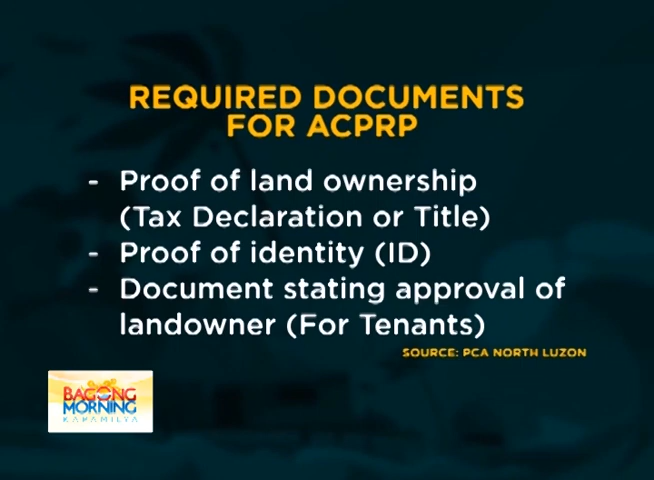 REQUIRED DOCUMENTS
FOR ACPRP
- Proof of land ownership
(Tax Declaration or Title)
- Proof of identity (ID)
- Document stating approval of
landowner (For Tenants)
SOURCE: PCA NORTH LUZON
BAGONG
MORNING
KAPAMILYA